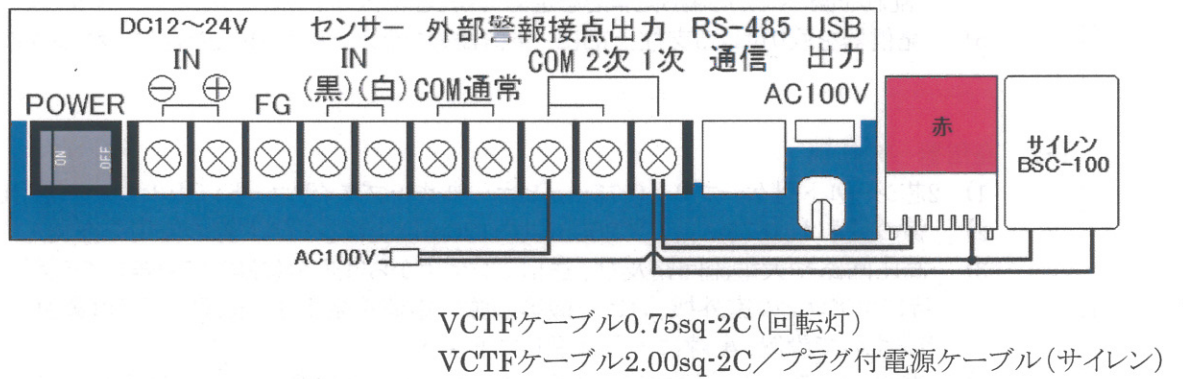 DC12～24V センサー 外部警報接点出力 RS-485 USB
IN IN COM 2次 1次 通信 出力
POWER ⊖ ⊕ FG (黒)(白) COM通常 AC100V
ON OFF
赤
サイレン
BSC-100
AC100V
VCTFケーブル0.75sq-2C(回転灯)
VCTFケーブル2.00sq-2C／プラグ付電源ケーブル(サイレン)